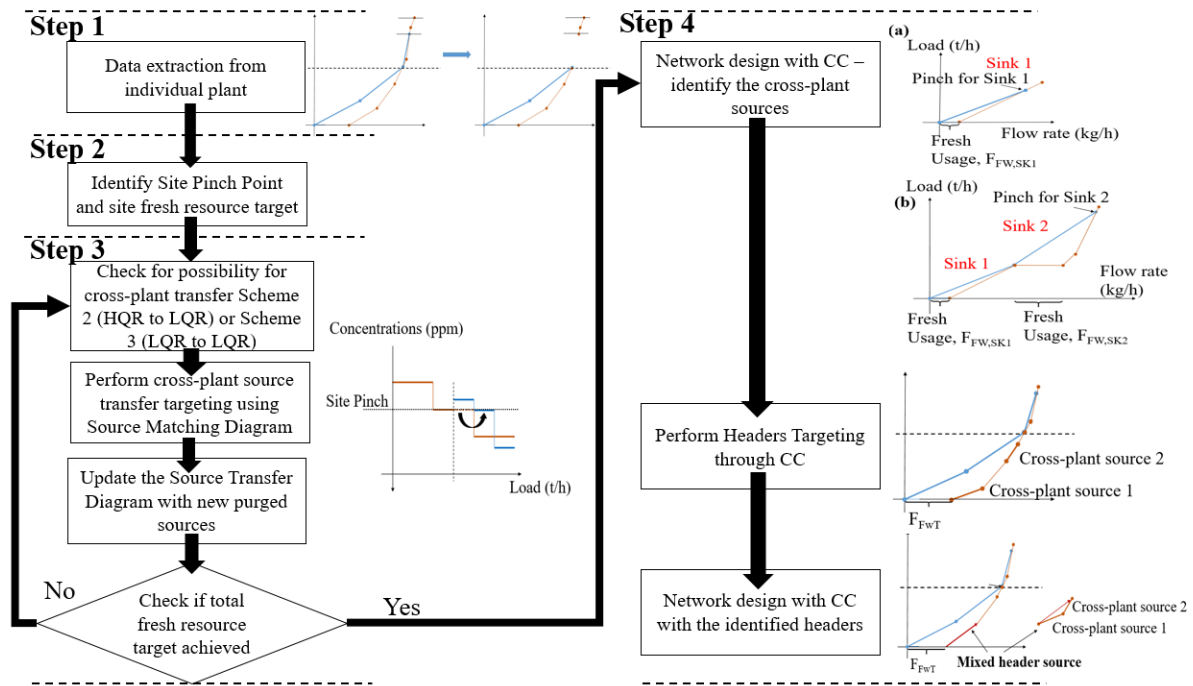 Step 1
Data extraction from
individual plant
Step 2
Identify Site Pinch Point
and site fresh resource target
Step 3
Check for possibility for
cross-plant transfer Scheme
2 (HQR to LQR) or Scheme
3 (LQR to LQR)
Perform cross-plant source
transfer targeting using
Source Matching Diagram
Update the Source Transfer
Diagram with new purged
sources
No
Check if total
fresh resource
target achieved
Yes
Concentrations (ppm)
Site Pinch
Load (t/h)
Step 4
Network design with CC –
identify the cross-plant
sources
Perform Headers Targeting
through CC
Network design with CC
with the identified headers
(a)
Load (t/h)
Sink 1
Pinch for Sink 1
Fresh
Usage, FFW,SK1
Flow rate (kg/h)
Load (t/h)
(b)
Pinch for Sink 2
Sink 2
Sink 1
Flow rate
(kg/h)
Fresh
Usage, FFW,SK1
Fresh
Usage, FFW,SK2
Cross-plant source 2
Cross-plant source 1
FFwT
Cross-plant source 2
Cross-plant source 1
FFwT
Mixed header source